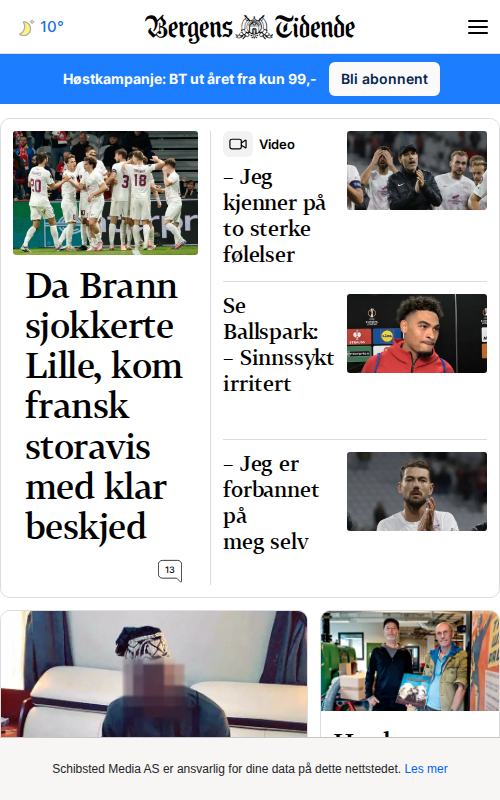 10°
Bergens Tidende
Høstkampanje: BT ut året fra kun 99,-
Bli abonnent
Da Brann
sjokkerte
Lille, kom
fransk
storavis
med klar
beskjed
13
Video
– Jeg
kjenner på
to sterke
følelser
Se
Ballspark:
– Sinnssykt
irritert
– Jeg er
forbannet
på
meg selv
Schibsted Media AS er ansvarlig for dine data på dette nettstedet. Les mer